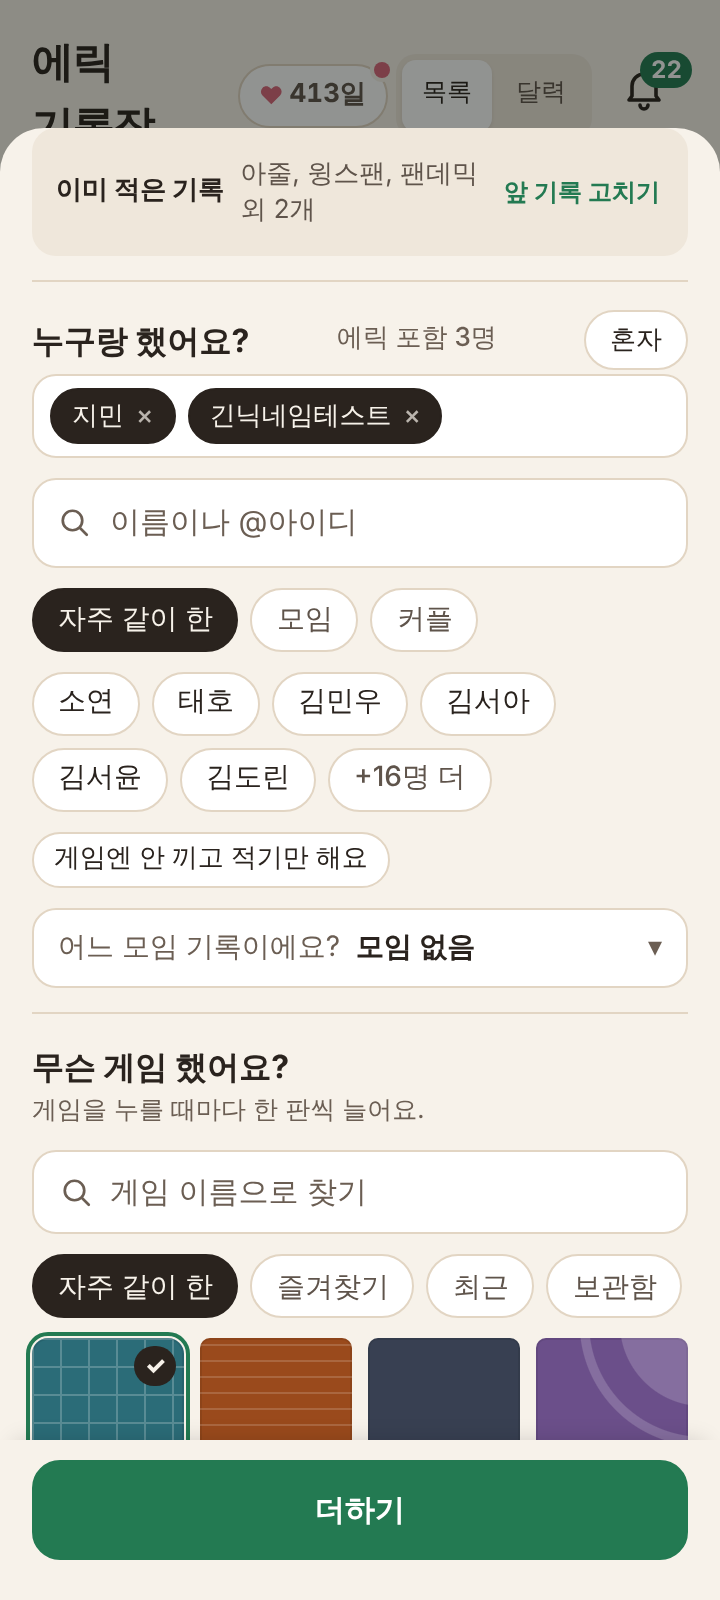 에릭
기록장
413일
목록
달력
22
이미 적은 기록
아줄, 윙스팬, 팬데믹
외 2개
앞 기록 고치기
누구랑 했어요?
에릭 포함 3명
혼자
지민 ×
긴닉네임테스트 ×
이름이나 @아이디
자주 같이 한
모임
커플
소연
태호
김민우
김서아
김서윤
김도린
+16명 더
게임엔 안 끼고 적기만 해요
어느 모임 기록이에요? 모임 없음
무슨 게임 했어요?
게임을 누를 때마다 한 판씩 늘어요.
게임 이름으로 찾기
자주 같이 한
즐겨찾기
최근
보관함
더하기